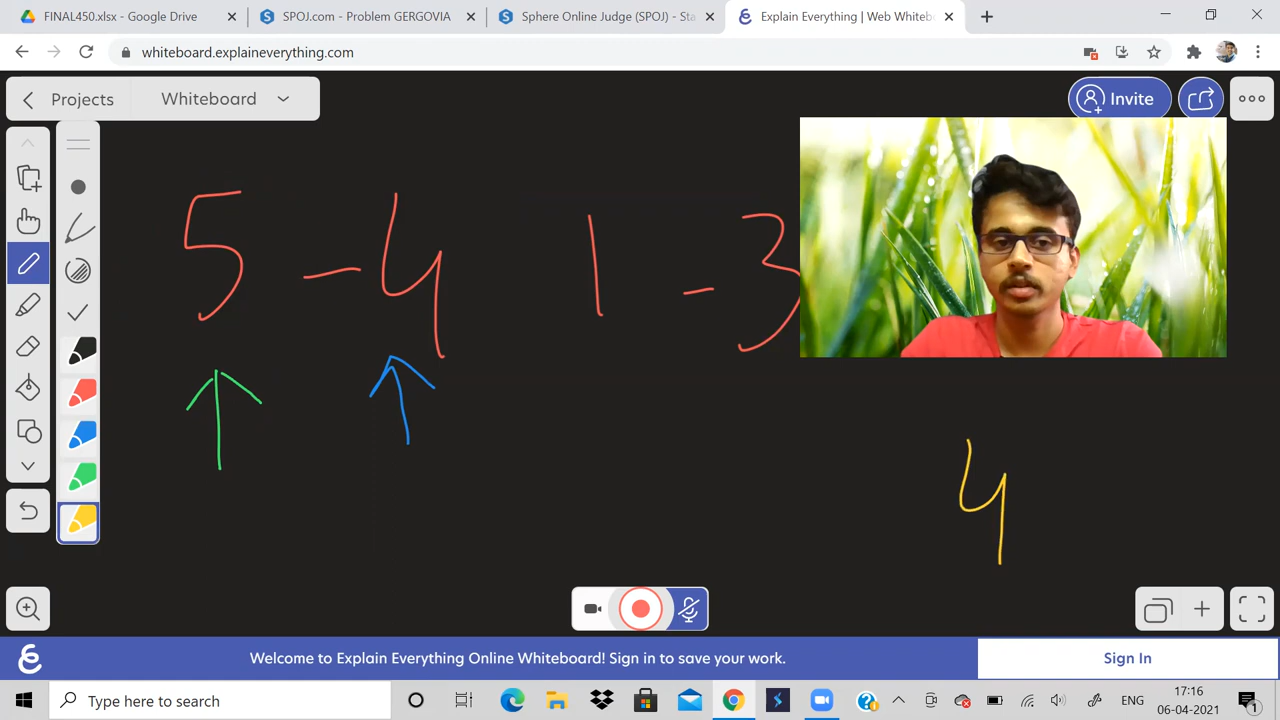 FINAL450.xlsx - Google Drive
SPOJ.com - Problem GERGOVIA
Sphere Online Judge (SPOJ) - Sta
Explain Everything | Web Whitebo
whiteboard.explaineverything.com
Projects
Whiteboard
Invite
5 -4 1 -3
4
Welcome to Explain Everything Online Whiteboard! Sign in to save your work.
Sign In
Type here to search
ENG
17:16
06-04-2021
1